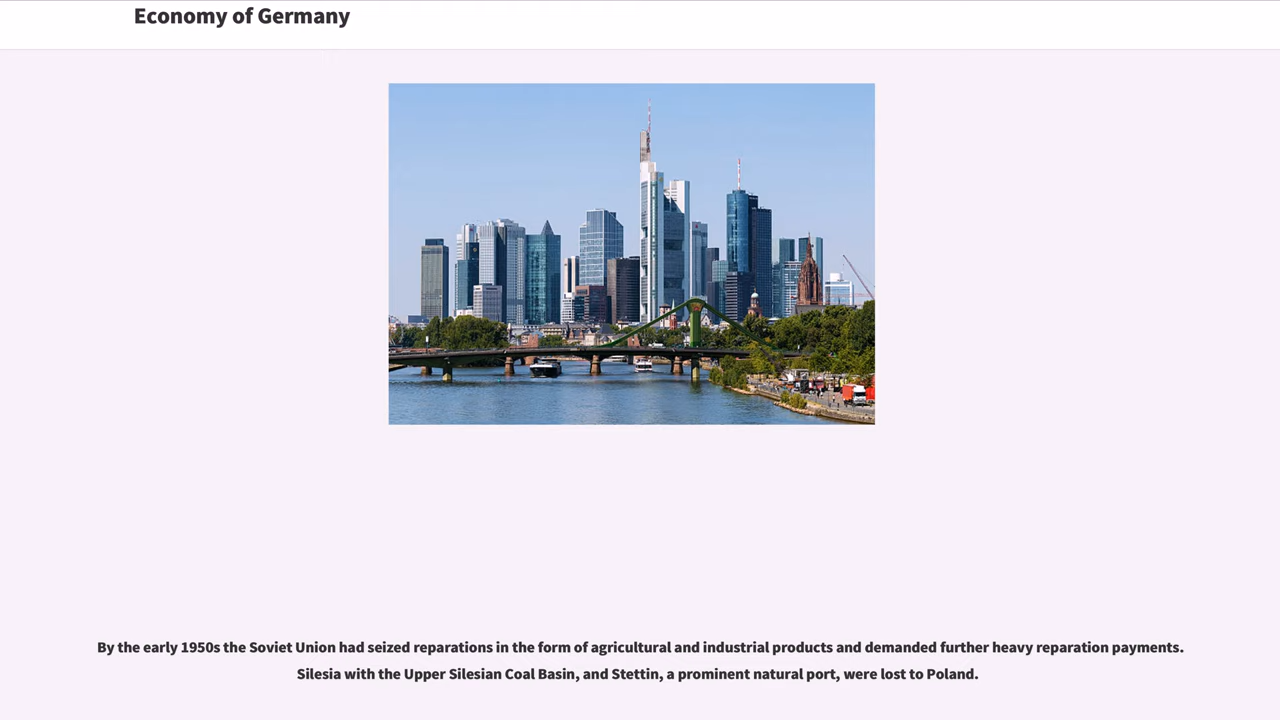 Economy of Germany
By the early 1950s the Soviet Union had seized reparations in the form of agricultural and industrial products and demanded further heavy reparation payments.
Silesia with the Upper Silesian Coal Basin, and Stettin, a prominent natural port, were lost to Poland.